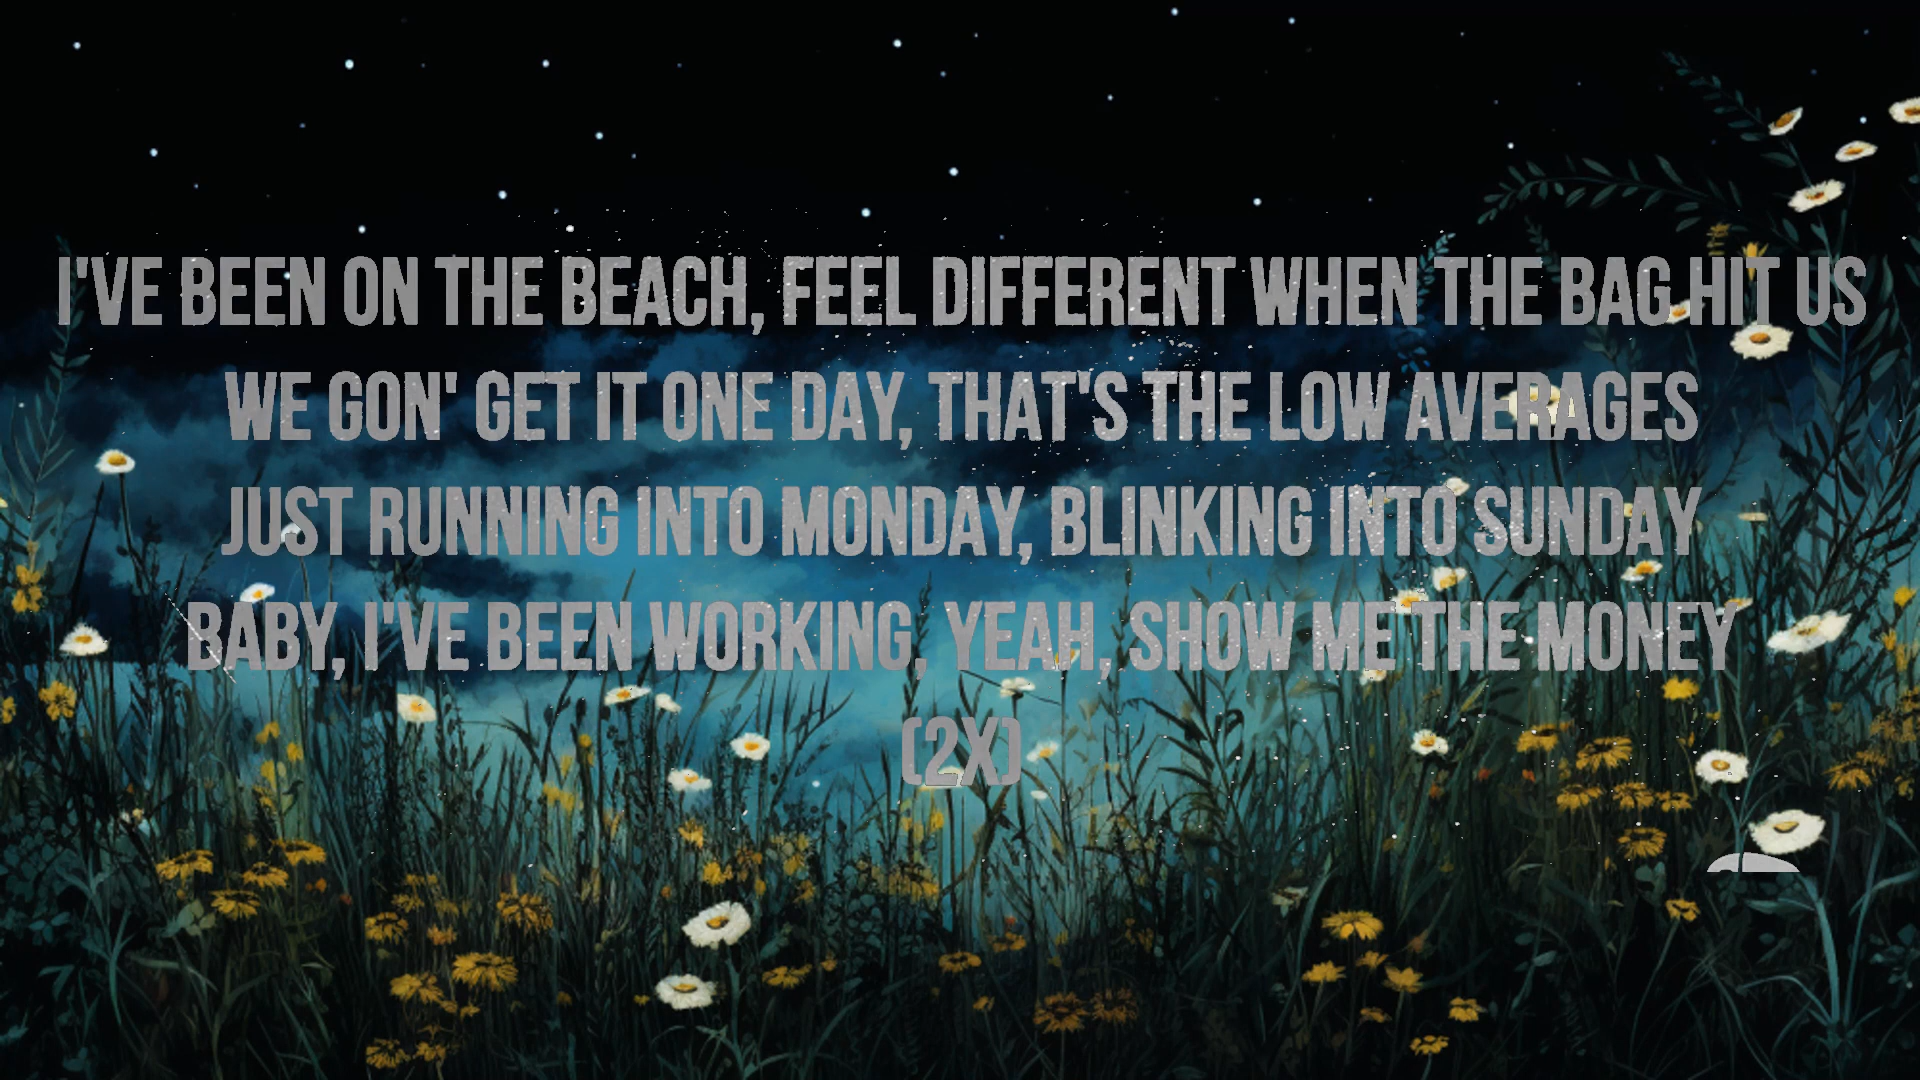 I'VE BEEN ON THE BEACH, FEEL DIFFERENT WHEN THE BAG HIT US
WE GON' GET IT ONE DAY, THAT'S THE LOW AVERAGES
JUST RUNNING INTO MONDAY, BLINKING INTO SUNDAY
BABY, I'VE BEEN WORKING, YEAH, SHOW ME THE MONEY
(2X)